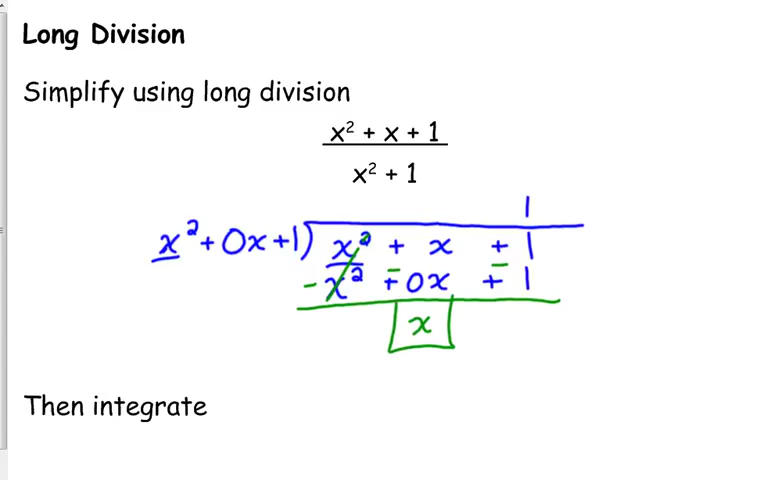 Long Division
Simplify using long division
x² + x + 1
x² + 1
1
x² + 0x + 1) x² + x + 1
- x² + 0x + 1
x
Then integrate